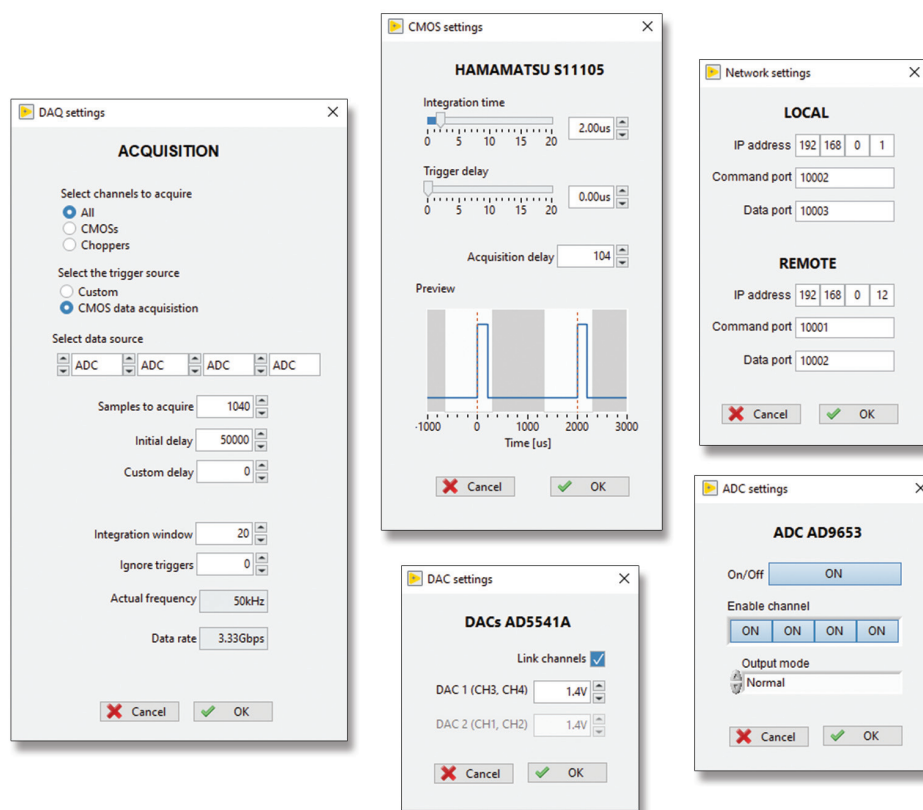 DAQ settings
ACQUISITION
Select channels to acquire
All
CMOSs
Choppers
Select the trigger source
Custom
CMOS data acquisistion
Select data source
ADC ADC ADC ADC
Samples to acquire 1040
Initial delay 50000
Custom delay 0
Integration window 20
Ignore triggers 0
Actual frequency 50kHz
Data rate 3.33Gbps
Cancel OK
CMOS settings
HAMAMATSU S11105
Integration time
2.00us
0 5 10 15 20
Trigger delay
0.00us
0 5 10 15 20
Acquisition delay 104
Preview
-1000 0 1000 2000 3000
Time [us]
Cancel OK
DAC settings
DACs AD5541A
Link channels
DAC 1 (CH3, CH4) 1.4V
DAC 2 (CH1, CH2) 1.4V
Cancel OK
Network settings
LOCAL
IP address 192 168 0 1
Command port 10002
Data port 10003
REMOTE
IP address 192 168 0 12
Command port 10001
Data port 10002
Cancel OK
ADC settings
ADC AD9653
On/Off ON
Enable channel
ON ON ON ON
Output mode
Normal
Cancel OK